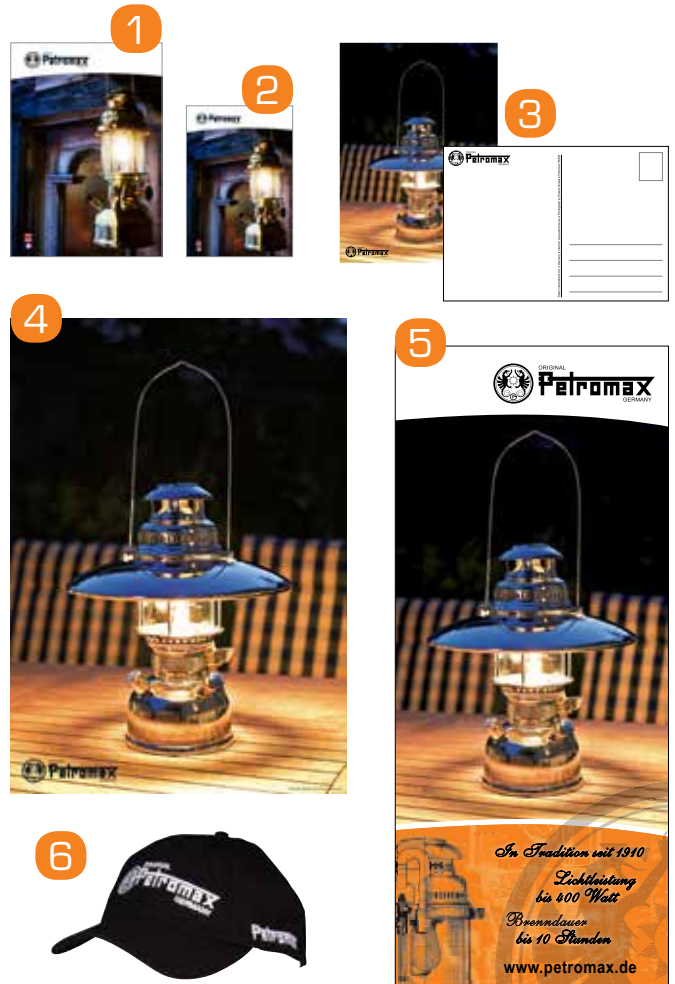 1
Petromax
2
Petromax
3
Petromax
Petromax
4
Petromax
5
ORIGINAL
Petromax
GERMANY
In Tradition seit 1910
Lichtleistung
bis 400 Watt
Brenndauer
bis 10 Stunden
www.petromax.de
6
Petromax
Petromax